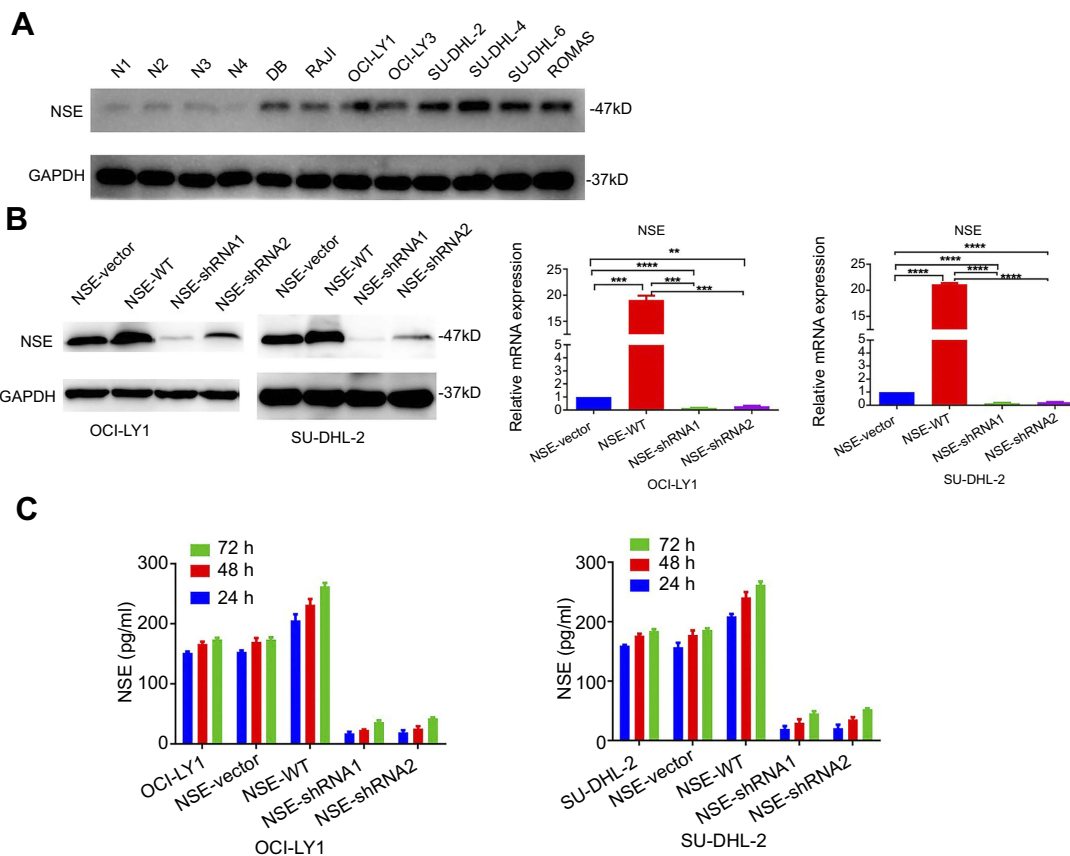 A
N1 N2 N3 N4 DB RAJI OCI-LY1 OCI-LY3 SU-DHL-2 SU-DHL-4 SU-DHL-6 ROMAS
NSE -47kD
GAPDH -37kD
B
NSE-vector NSE-WT NSE-shRNA1 NSE-shRNA2 NSE-vector NSE-WT NSE-shRNA1 NSE-shRNA2
NSE -47kD
GAPDH -37kD
OCI-LY1 SU-DHL-2
NSE
Relative mRNA expression
25
20
15
5
4
3
2
1
0
**
****
*** ***
***
NSE-vector NSE-WT NSE-shRNA1 NSE-shRNA2
OCI-LY1
NSE
Relative mRNA expression
25
20
15
5
4
3
2
1
0
****
****
**** ****
****
NSE-vector NSE-WT NSE-shRNA1 NSE-shRNA2
SU-DHL-2
C
NSE (pg/ml)
300
200
100
0
72 h
48 h
24 h
OCI-LY1 NSE-vector NSE-WT NSE-shRNA1 NSE-shRNA2
OCI-LY1
NSE (pg/ml)
300
200
100
0
72 h
48 h
24 h
SU-DHL-2 NSE-vector NSE-WT NSE-shRNA1 NSE-shRNA2
SU-DHL-2